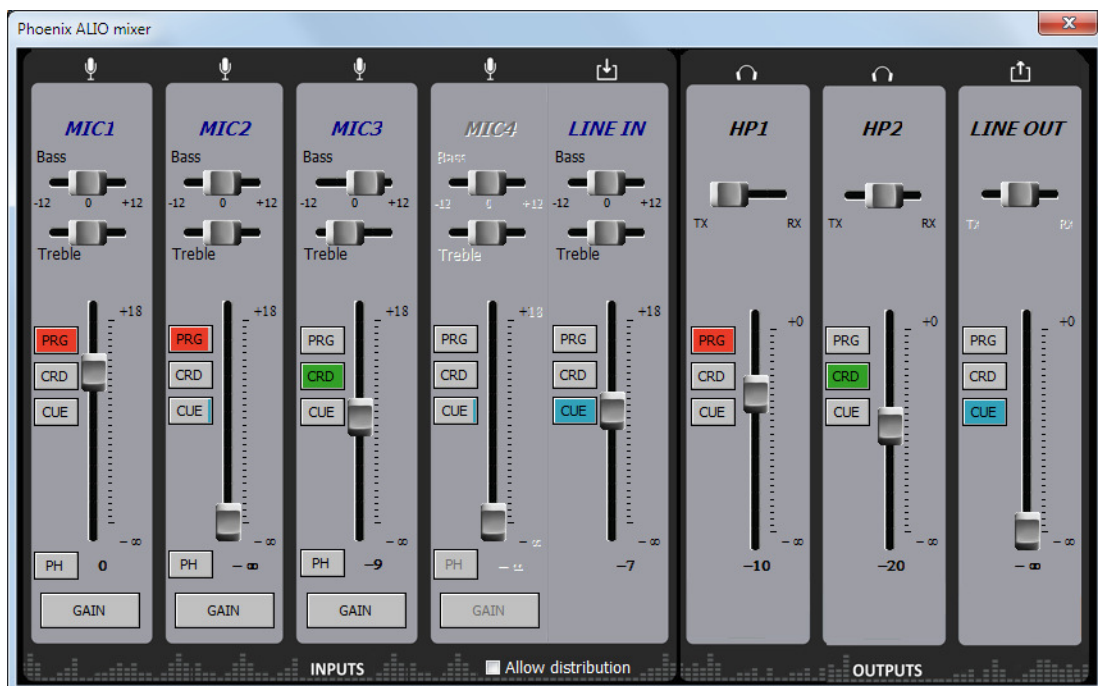 Phoenix ALIO mixer
MIC1
Bass
-12 0 +12
Treble
+18
PRG
CRD
CUE
- ∞
PH 0
GAIN
MIC2
Bass
-12 0 +12
Treble
+18
PRG
CRD
CUE
- ∞
PH - ∞
GAIN
MIC3
Bass
-12 0 +12
Treble
+18
PRG
CRD
CUE
- ∞
PH -9
GAIN
MIC4
Bass
-12 0 +12
Treble
+18
PRG
CRD
CUE
- ∞
PH - ∞
GAIN
LINE IN
Bass
-12 0 +12
Treble
+18
PRG
CRD
CUE
- ∞
-7
INPUTS
Allow distribution
HP1
TX RX
+0
PRG
CRD
CUE
- ∞
-10
HP2
TX RX
+0
PRG
CRD
CUE
- ∞
-20
LINE OUT
TX RX
+0
PRG
CRD
CUE
- ∞
- ∞
OUTPUTS